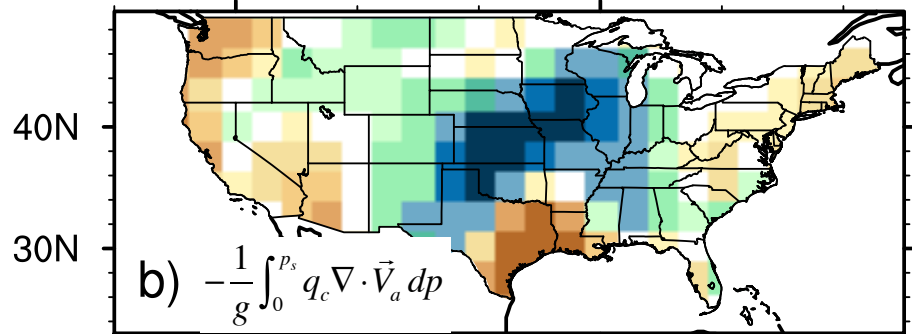 40N
30N
b) $-\frac{1}{g}\int_0^{p_s} q_c \nabla \cdot \vec{V}_a \, dp$